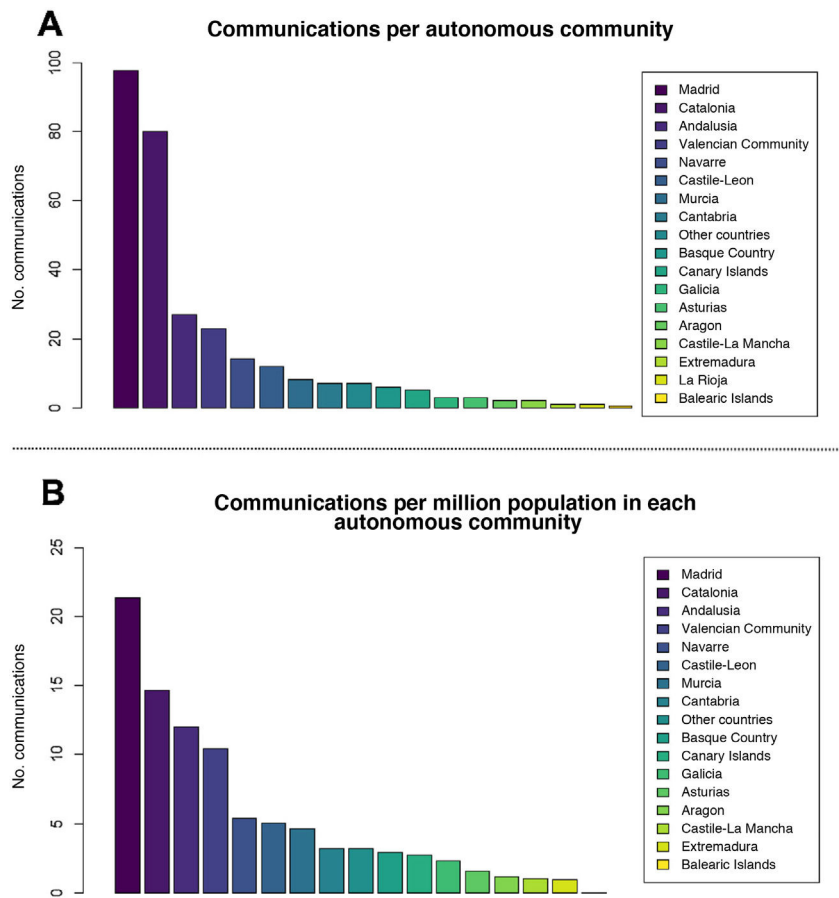 A
Communications per autonomous community
No. communications
100
80
60
40
20
0
Madrid
Catalonia
Andalusia
Valencian Community
Navarre
Castile-Leon
Murcia
Cantabria
Other countries
Basque Country
Canary Islands
Galicia
Asturias
Aragon
Castile-La Mancha
Extremadura
La Rioja
Balearic Islands
B
Communications per million population in each
autonomous community
No. communications
25
20
15
10
5
0
Madrid
Catalonia
Andalusia
Valencian Community
Navarre
Castile-Leon
Murcia
Cantabria
Other countries
Basque Country
Canary Islands
Galicia
Asturias
Aragon
Castile-La Mancha
Extremadura
Balearic Islands